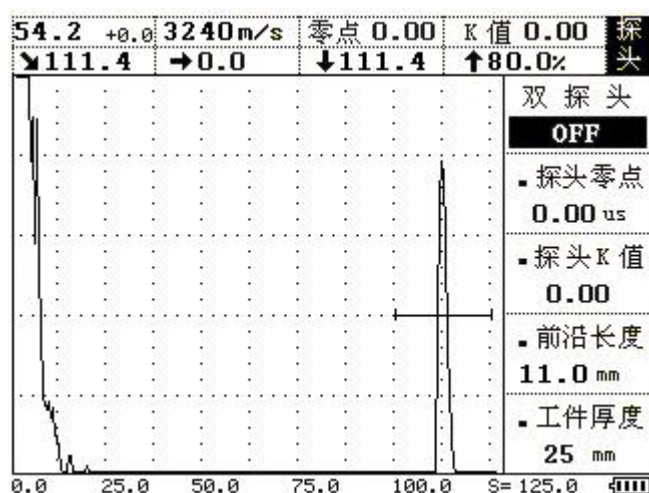 54.2 +0.0 3240m/s 零点 0.00 K 值 0.00 探头
↘111.4 →0.0 ↓111.4 ↑80.0%
双 探 头
OFF
探头零点
0.00 us
探头K 值
0.00
前沿长度
11.0 mm
工件厚度
25 mm
0.0 25.0 50.0 75.0 100.0 S= 125.0